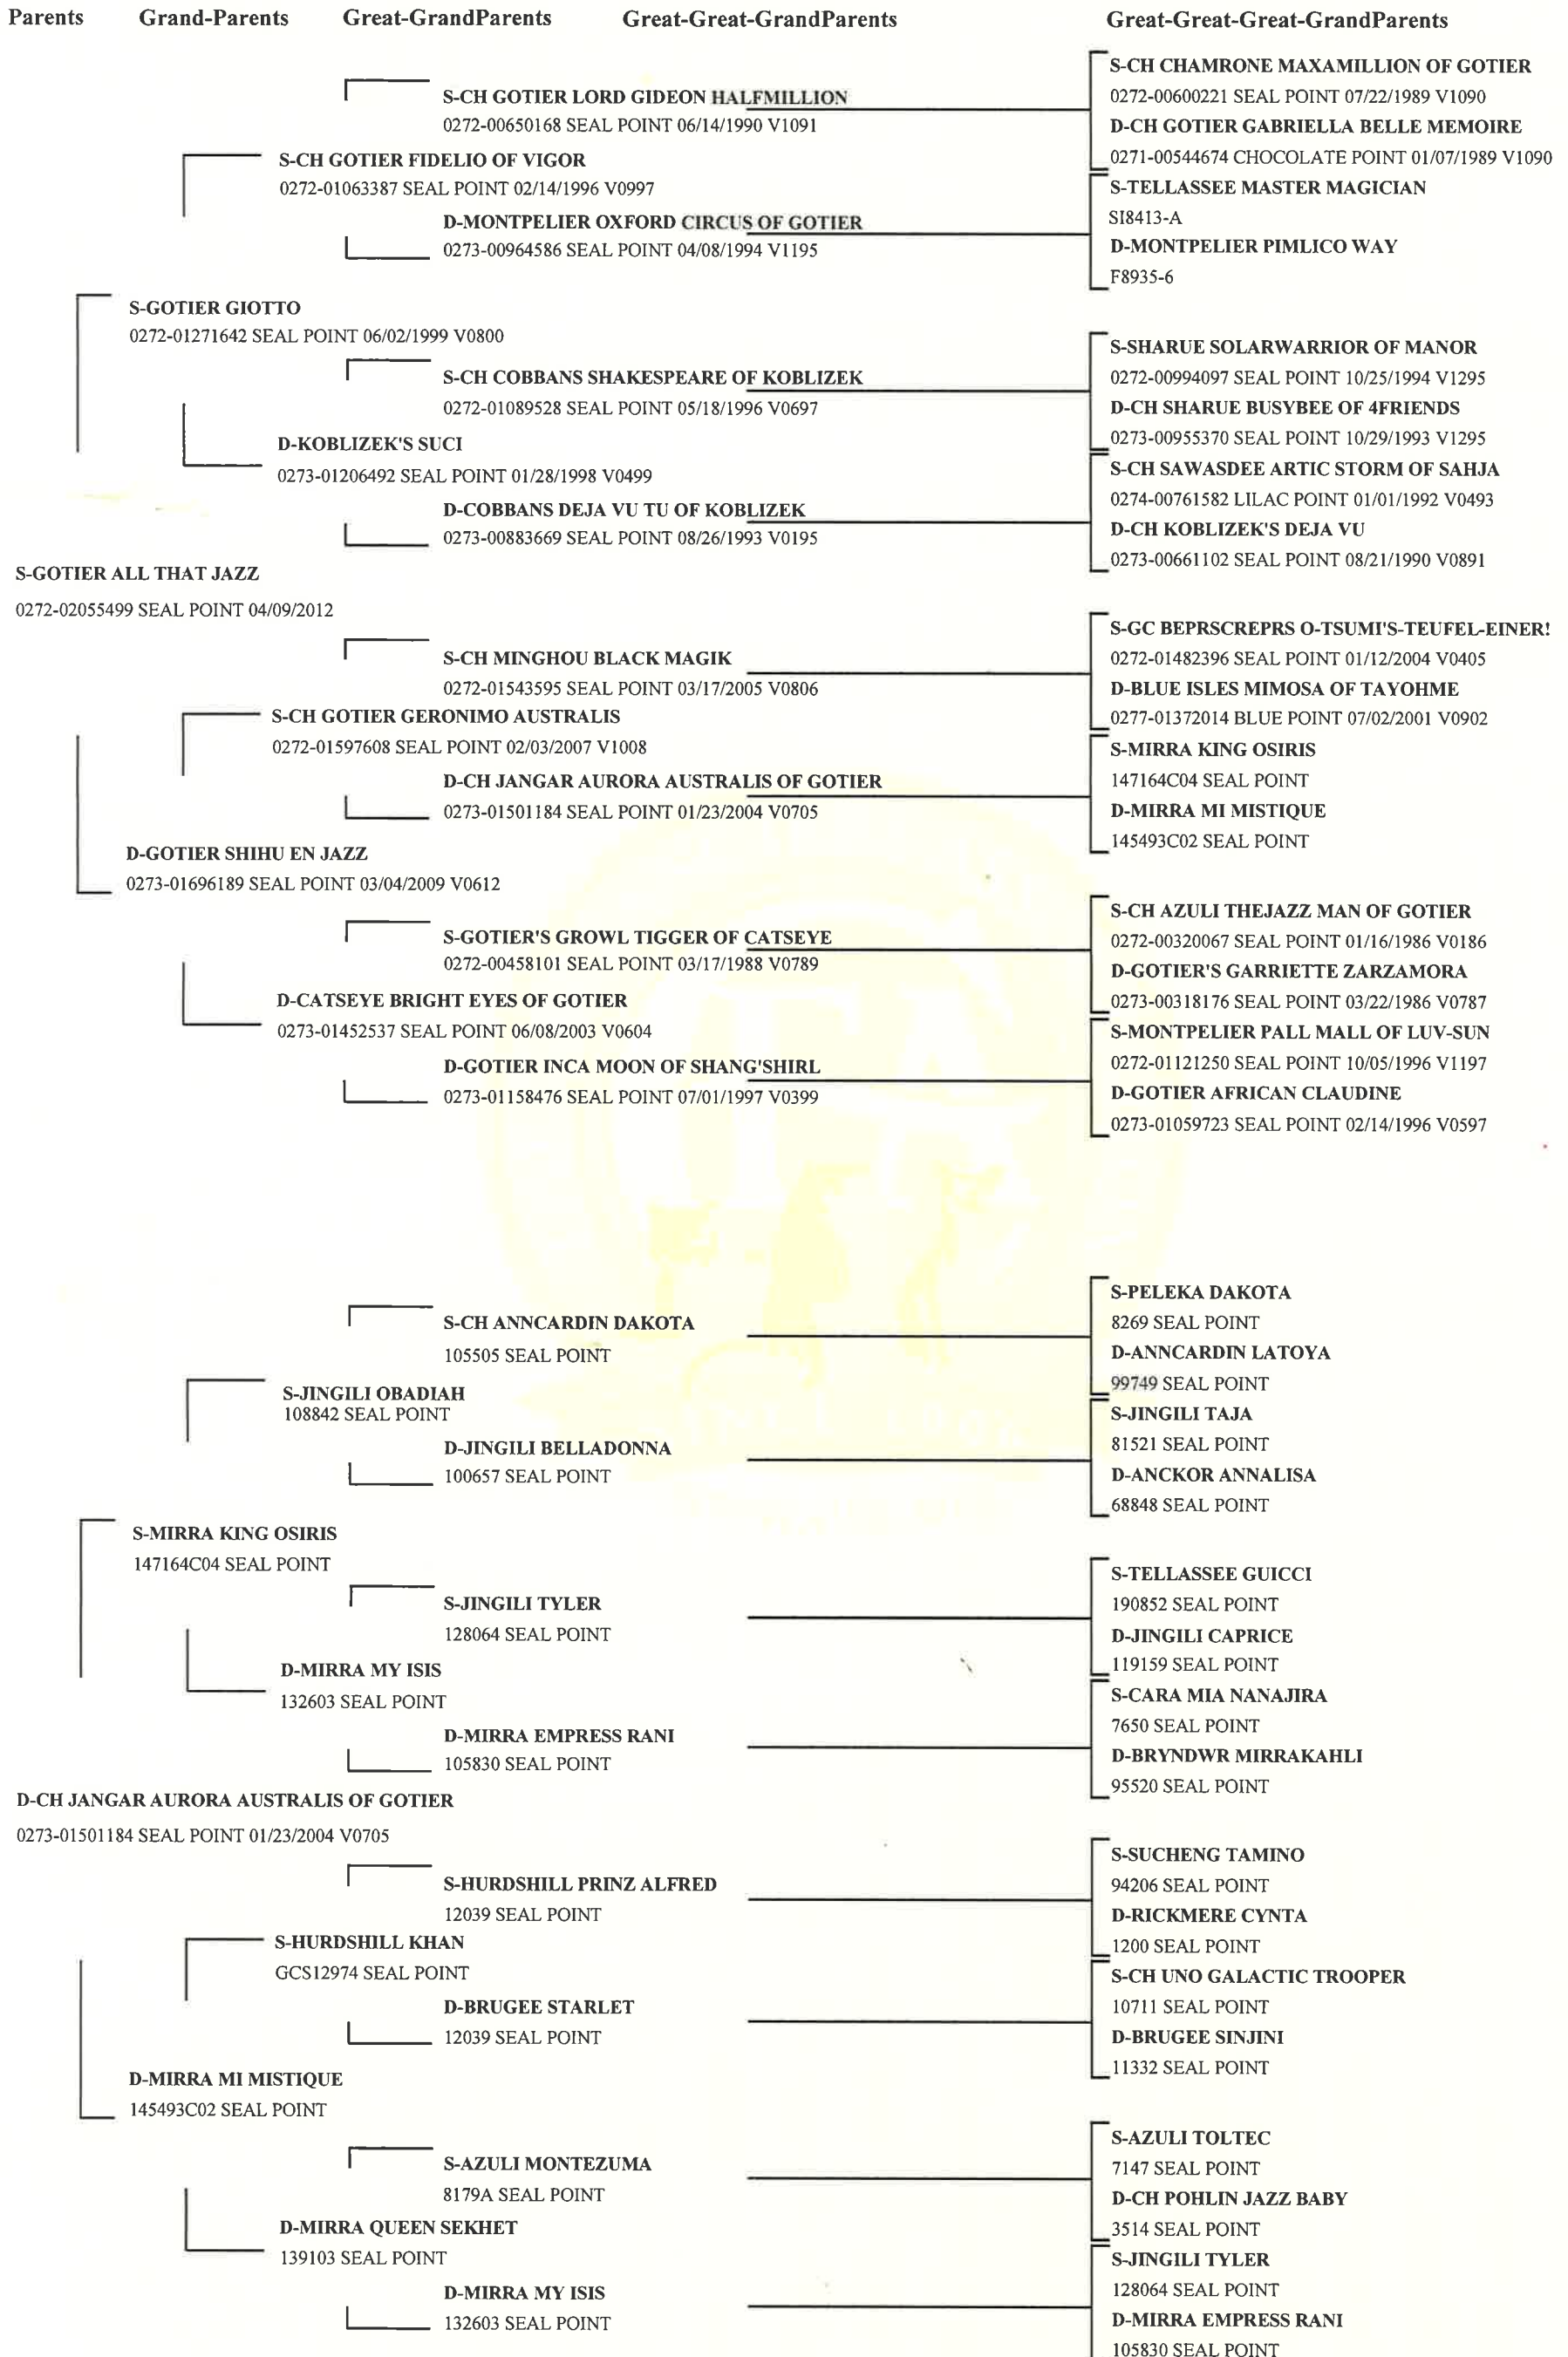 Parents Grand-Parents Great-GrandParents Great-Great-GrandParents Great-Great-Great-GrandParents
S-CH CHAMRONE MAXAMILLION OF GOTIER
0272-00600221 SEAL POINT 07/22/1989 V1090
S-CH GOTIER LORD GIDEON HALFMILLION
0272-00650168 SEAL POINT 06/14/1990 V1091
D-CH GOTIER GABRIELLA BELLE MEMOIRE
0271-00544674 CHOCOLATE POINT 01/07/1989 V1090
S-CH GOTIER FIDELIO OF VIGOR
0272-01063387 SEAL POINT 02/14/1996 V0997
S-TELLASSEE MASTER MAGICIAN
SI8413-A
D-MONTPELIER OXFORD CIRCUS OF GOTIER
0273-00964586 SEAL POINT 04/08/1994 V1195
D-MONTPELIER PIMLICO WAY
F8935-6
S-GOTIER GIOTTO
0272-01271642 SEAL POINT 06/02/1999 V0800
S-SHARUE SOLARWARRIOR OF MANOR
0272-00994097 SEAL POINT 10/25/1994 V1295
S-CH COBBANS SHAKESPEARE OF KOBLIZEK
0272-01089528 SEAL POINT 05/18/1996 V0697
D-CH SHARUE BUSYBEE OF 4FRIENDS
0273-00955370 SEAL POINT 10/29/1993 V1295
D-KOBLIZEK'S SUCI
0273-01206492 SEAL POINT 01/28/1998 V0499
S-CH SAWASDEE ARTIC STORM OF SAHJA
0274-00761582 LILAC POINT 01/01/1992 V0493
D-COBBANS DEJA VU TU OF KOBLIZEK
0273-00883669 SEAL POINT 08/26/1993 V0195
D-CH KOBLIZEK'S DEJA VU
0273-00661102 SEAL POINT 08/21/1990 V0891
S-GOTIER ALL THAT JAZZ
0272-02055499 SEAL POINT 04/09/2012
S-GC BEPRSCREPRS O-TSUMI'S-TEUFEL-EINER!
0272-01482396 SEAL POINT 01/12/2004 V0405
S-CH MINGHOU BLACK MAGIK
0272-01543595 SEAL POINT 03/17/2005 V0806
D-BLUE ISLES MIMOSA OF TAYOHME
0277-01372014 BLUE POINT 07/02/2001 V0902
S-CH GOTIER GERONIMO AUSTRALIS
0272-01597608 SEAL POINT 02/03/2007 V1008
S-MIRRA KING OSIRIS
147164C04 SEAL POINT
D-CH JANGAR AURORA AUSTRALIS OF GOTIER
0273-01501184 SEAL POINT 01/23/2004 V0705
D-MIRRA MI MISTIQUE
145493C02 SEAL POINT
D-GOTIER SHIHU EN JAZZ
0273-01696189 SEAL POINT 03/04/2009 V0612
S-CH AZULI THEJAZZ MAN OF GOTIER
0272-00320067 SEAL POINT 01/16/1986 V0186
S-GOTIER'S GROWL TIGGER OF CATSEYE
0272-00458101 SEAL POINT 03/17/1988 V0789
D-GOTIER'S GARRIETTE ZARZAMORA
0273-00318176 SEAL POINT 03/22/1986 V0787
D-CATSEYE BRIGHT EYES OF GOTIER
0273-01452537 SEAL POINT 06/08/2003 V0604
S-MONTPELIER PALL MALL OF LUV-SUN
0272-01121250 SEAL POINT 10/05/1996 V1197
D-GOTIER INCA MOON OF SHANG'SHIRL
0273-01158476 SEAL POINT 07/01/1997 V0399
D-GOTIER AFRICAN CLAUDINE
0273-01059723 SEAL POINT 02/14/1996 V0597
S-PELEKA DAKOTA
8269 SEAL POINT
S-CH ANNCARDIN DAKOTA
105505 SEAL POINT
D-ANNCARDIN LATOYA
99749 SEAL POINT
S-JINGILI OBADIAH
108842 SEAL POINT
S-JINGILI TAJA
81521 SEAL POINT
D-JINGILI BELLADONNA
100657 SEAL POINT
D-ANCKOR ANNALISA
68848 SEAL POINT
S-MIRRA KING OSIRIS
147164C04 SEAL POINT
S-TELLASSEE GUICCI
190852 SEAL POINT
S-JINGILI TYLER
128064 SEAL POINT
D-JINGILI CAPRICE
119159 SEAL POINT
D-MIRRA MY ISIS
132603 SEAL POINT
S-CARA MIA NANAJIRA
7650 SEAL POINT
D-MIRRA EMPRESS RANI
105830 SEAL POINT
D-BRYNDWR MIRRAKAHLI
95520 SEAL POINT
D-CH JANGAR AURORA AUSTRALIS OF GOTIER
0273-01501184 SEAL POINT 01/23/2004 V0705
S-SUCHENG TAMINO
94206 SEAL POINT
S-HURDSHILL PRINZ ALFRED
12039 SEAL POINT
D-RICKMERE CYNTA
1200 SEAL POINT
S-HURDSHILL KHAN
GCS12974 SEAL POINT
S-CH UNO GALACTIC TROOPER
10711 SEAL POINT
D-BRUGEE STARLET
12039 SEAL POINT
D-BRUGEE SINJINI
11332 SEAL POINT
D-MIRRA MI MISTIQUE
145493C02 SEAL POINT
S-AZULI TOLTEC
7147 SEAL POINT
S-AZULI MONTEZUMA
8179A SEAL POINT
D-CH POHLIN JAZZ BABY
3514 SEAL POINT
D-MIRRA QUEEN SEKHET
139103 SEAL POINT
S-JINGILI TYLER
128064 SEAL POINT
D-MIRRA MY ISIS
132603 SEAL POINT
D-MIRRA EMPRESS RANI
105830 SEAL POINT